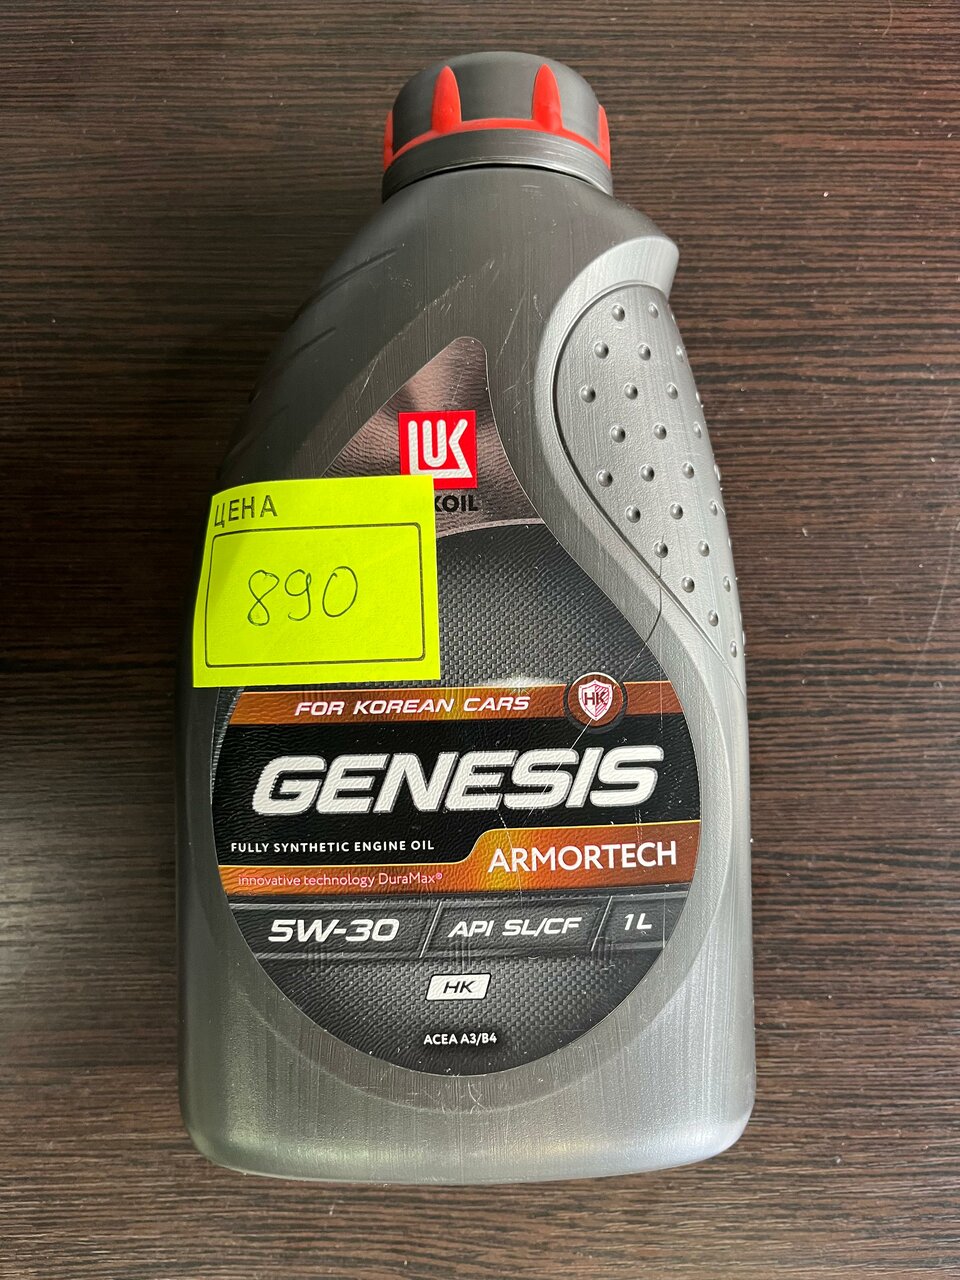 LUK
KOIL
ЦЕНА
890
FOR KOREAN CARS
HK
GENESIS
FULLY SYNTHETIC ENGINE OIL
ARMORTECH
innovative technology DuraMax®
5W-30
API SL/CF
1L
HK
ACEA A3/B4